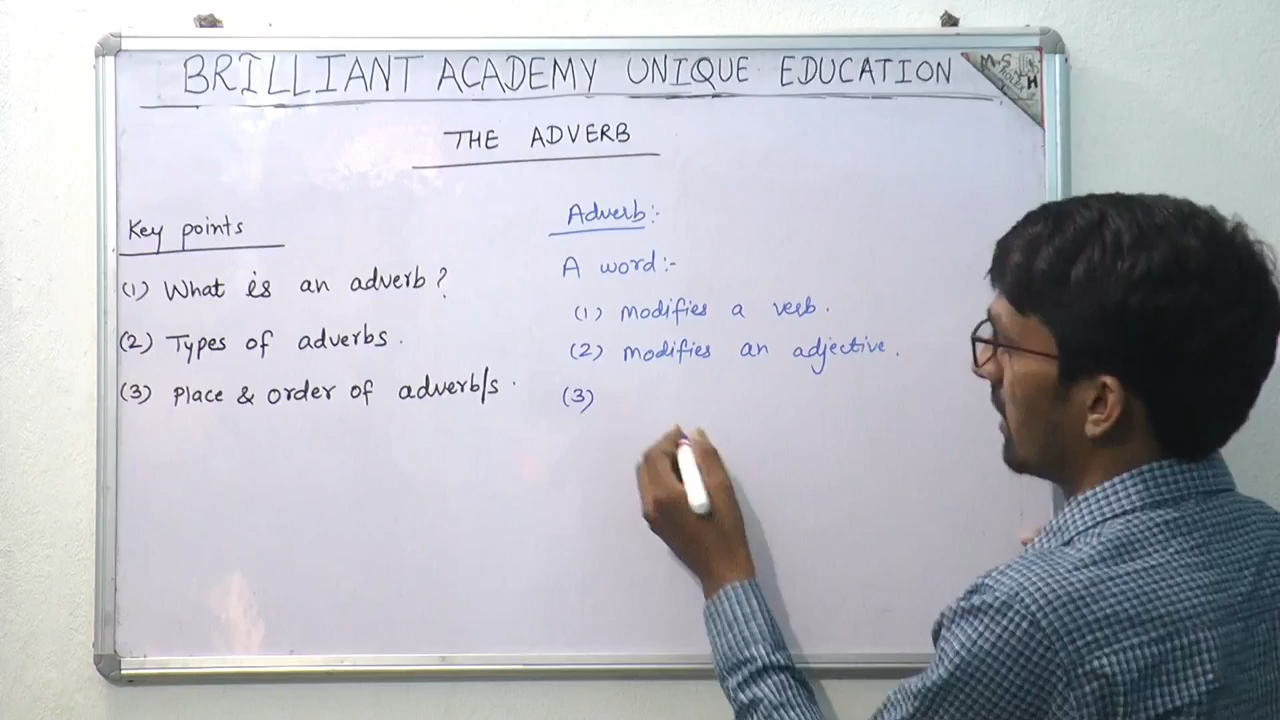 BRILLIANT ACADEMY UNIQUE EDUCATION
THE ADVERB
Key points
(1) What is an adverb?
(2) Types of adverbs.
(3) Place & order of adverb/s.
Adverb:-
A word:-
(1) modifies a verb.
(2) modifies an adjective.
(3)